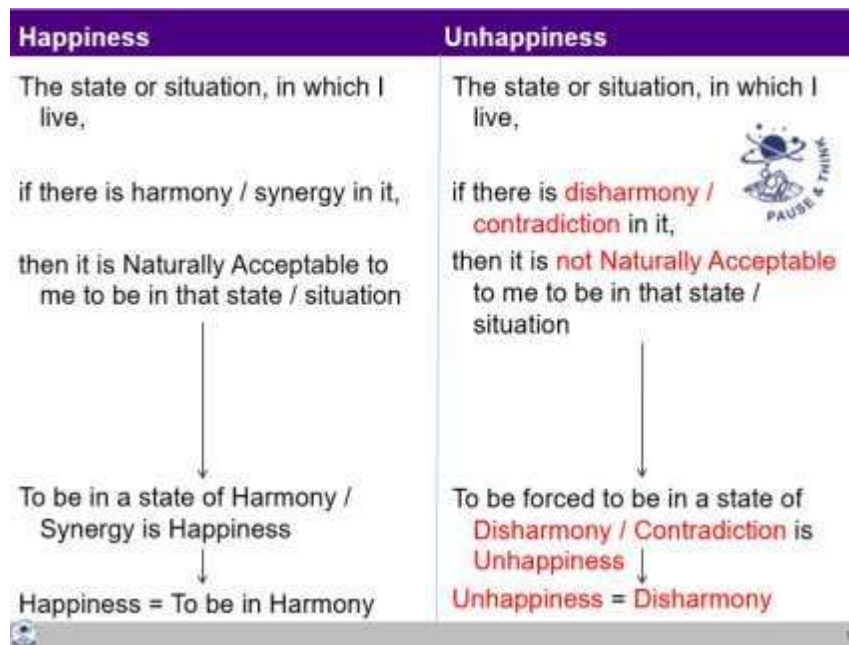 Happiness
The state or situation, in which I
live,
if there is harmony / synergy in it,
then it is Naturally Acceptable to
me to be in that state / situation
To be in a state of Harmony /
Synergy is Happiness
Happiness = To be in Harmony
Unhappiness
The state or situation, in which I
live,
if there is disharmony /
contradiction in it,
then it is not Naturally Acceptable
to me to be in that state /
situation
To be forced to be in a state of
Disharmony / Contradiction is
Unhappiness
Unhappiness = Disharmony
PAUSE & THINK